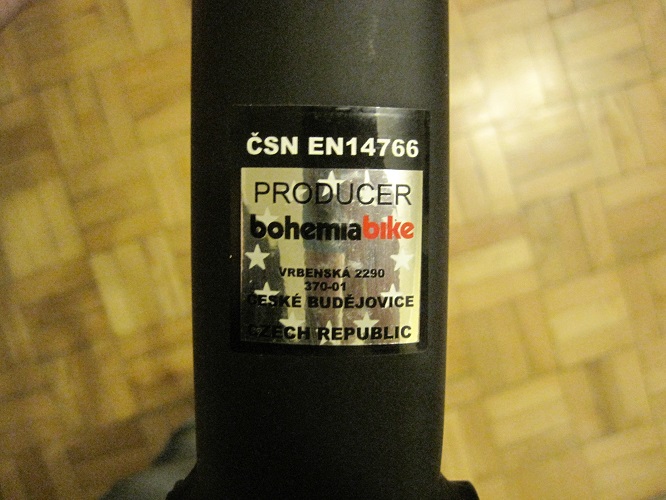 ČSN EN14766
PRODUCER
bohemiabike
VRBENSKÁ 2290
370-01
ČESKÉ BUDĚJOVICE
CZECH REPUBLIC